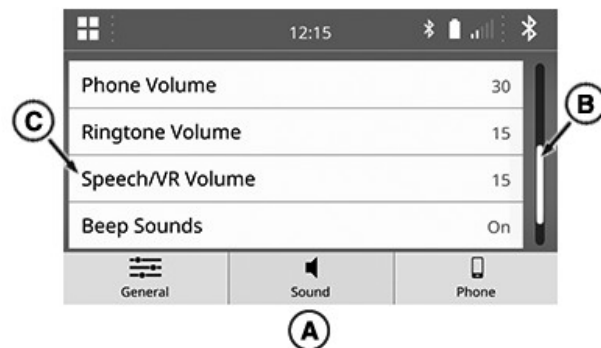 12:15
Phone Volume 30
Ringtone Volume 15
Speech/VR Volume 15
Beep Sounds On
General Sound Phone
A
B
C